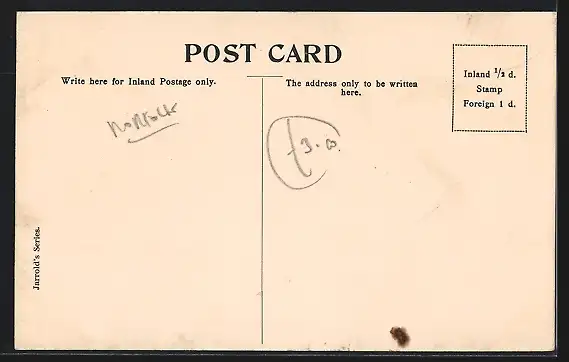 POST CARD
Write here for Inland Postage only.
The address only to be written
here.
Inland 1/2 d.
Stamp
Foreign 1 d.
Norfolk
Jarrold's Series.